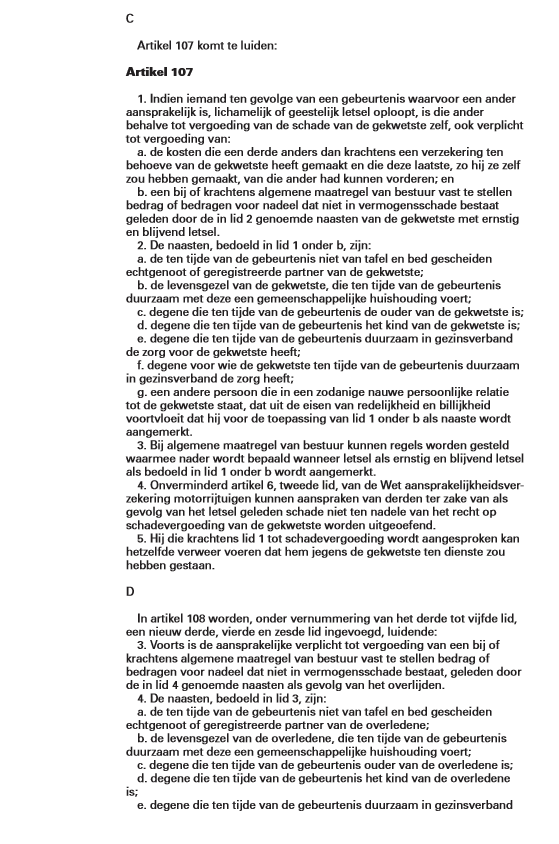 C
Artikel 107 komt te luiden:
Artikel 107
1. Indien iemand ten gevolge van een gebeurtenis waarvoor een ander
aansprakelijk is, lichamelijk of geestelijk letsel oploopt, is die ander
behalve tot vergoeding van de schade van de gekwetste zelf, ook verplicht
tot vergoeding van:
a. de kosten die een derde anders dan krachtens een verzekering ten
behoeve van de gekwetste heeft gemaakt en die deze laatste, zo hij ze zelf
zou hebben gemaakt, van die ander had kunnen vorderen; en
b. een bij of krachtens algemene maatregel van bestuur vast te stellen
bedrag of bedragen voor nadeel dat niet in vermogensschade bestaat
geleden door de in lid 2 genoemde naasten van de gekwetste met ernstig
en blijvend letsel.
2. De naasten, bedoeld in lid 1 onder b, zijn:
a. de ten tijde van de gebeurtenis niet van tafel en bed gescheiden
echtgenoot of geregistreerde partner van de gekwetste;
b. de levensgezel van de gekwetste, die ten tijde van de gebeurtenis
duurzaam met deze een gemeenschappelijke huishouding voert;
c. degene die ten tijde van de gebeurtenis de ouder van de gekwetste is;
d. degene die ten tijde van de gebeurtenis het kind van de gekwetste is;
e. degene die ten tijde van de gebeurtenis duurzaam in gezinsverband
de zorg voor de gekwetste heeft;
f. degene voor wie de gekwetste ten tijde van de gebeurtenis duurzaam
in gezinsverband de zorg heeft;
g. een andere persoon die in een zodanige nauwe persoonlijke relatie
tot de gekwetste staat, dat uit de eisen van redelijkheid en billijkheid
voortvloeit dat hij voor de toepassing van lid 1 onder b als naaste wordt
aangemerkt.
3. Bij algemene maatregel van bestuur kunnen regels worden gesteld
waarmee nader wordt bepaald wanneer letsel als ernstig en blijvend letsel
als bedoeld in lid 1 onder b wordt aangemerkt.
4. Onverminderd artikel 6, tweede lid, van de Wet aansprakelijkheidsver-
zekering motorrijtuigen kunnen aanspraken van derden ter zake van als
gevolg van het letsel geleden schade niet ten nadele van het recht op
schadevergoeding van de gekwetste worden uitgeoefend.
5. Hij die krachtens lid 1 tot schadevergoeding wordt aangesproken kan
hetzelfde verweer voeren dat hem jegens de gekwetste ten dienste zou
hebben gestaan.
D
In artikel 108 worden, onder vernummering van het derde tot vijfde lid,
een nieuw derde, vierde en zesde lid ingevoegd, luidende:
3. Voorts is de aansprakelijke verplicht tot vergoeding van een bij of
krachtens algemene maatregel van bestuur vast te stellen bedrag of
bedragen voor nadeel dat niet in vermogensschade bestaat, geleden door
de in lid 4 genoemde naasten als gevolg van het overlijden.
4. De naasten, bedoeld in lid 3, zijn:
a. de ten tijde van de gebeurtenis niet van tafel en bed gescheiden
echtgenoot of geregistreerde partner van de overledene;
b. de levensgezel van de overledene, die ten tijde van de gebeurtenis
duurzaam met deze een gemeenschappelijke huishouding voert;
c. degene die ten tijde van de gebeurtenis ouder van de overledene is;
d. degene die ten tijde van de gebeurtenis het kind van de overledene
is;
e. degene die ten tijde van de gebeurtenis duurzaam in gezinsverband